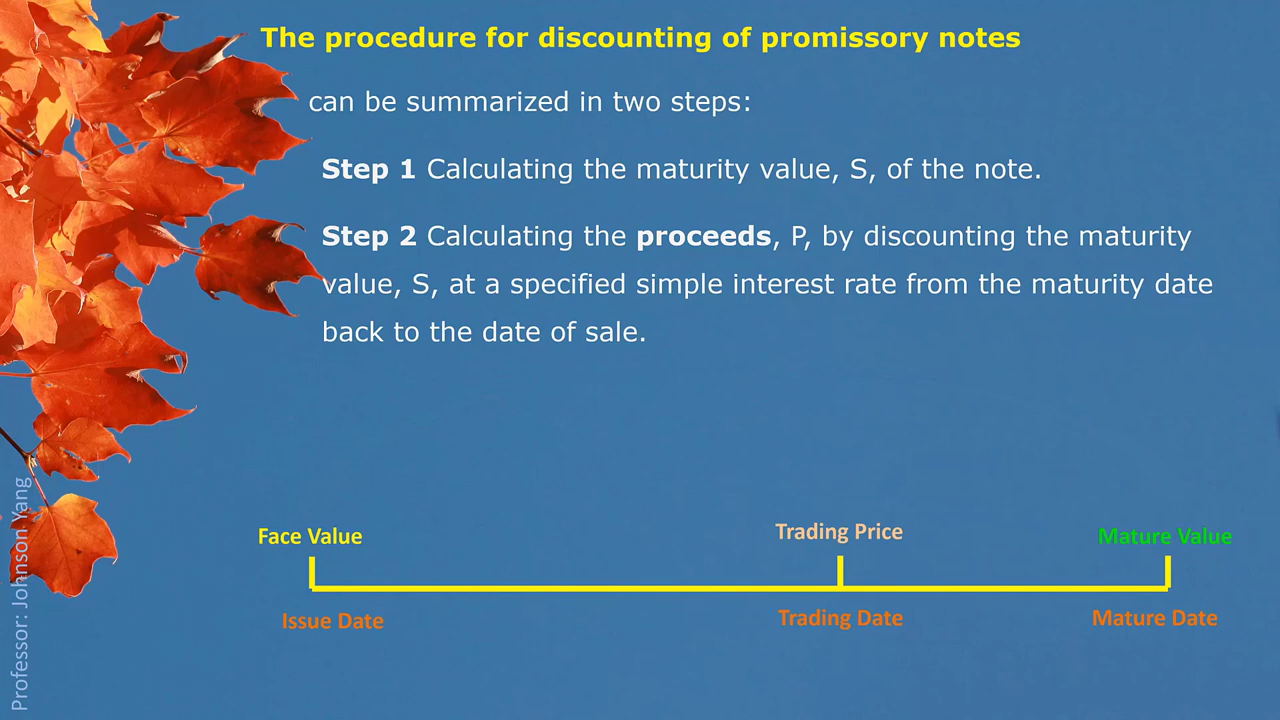 The procedure for discounting of promissory notes
can be summarized in two steps:
Step 1 Calculating the maturity value, S, of the note.
Step 2 Calculating the proceeds, P, by discounting the maturity
value, S, at a specified simple interest rate from the maturity date
back to the date of sale.
Face Value
Trading Price
Mature Value
Issue Date
Trading Date
Mature Date
Professor: Johnson Yang